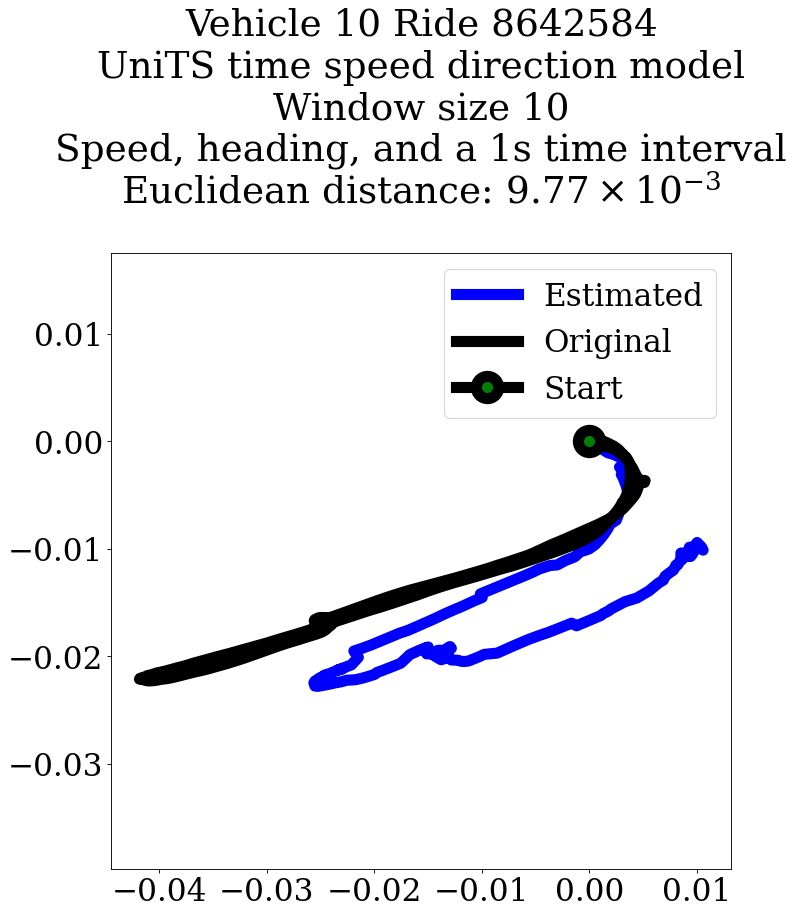 Vehicle 10 Ride 8642584
UniTS time speed direction model
Window size 10
Speed, heading, and a 1s time interval
Euclidean distance: 9.77 × 10⁻³
Estimated
Original
Start
0.01
0.00
−0.01
−0.02
−0.03
−0.04 −0.03 −0.02 −0.01 0.00 0.01